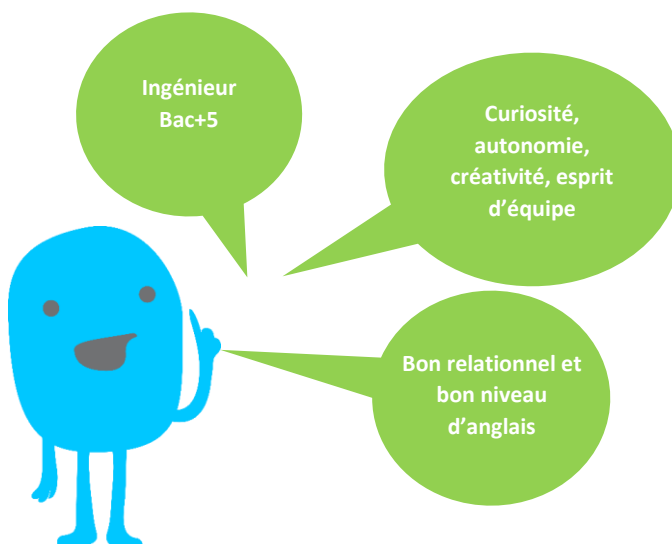 Ingénieur
Bac+5
Curiosité,
autonomie,
créativité, esprit
d’équipe
Bon relationnel et
bon niveau
d’anglais